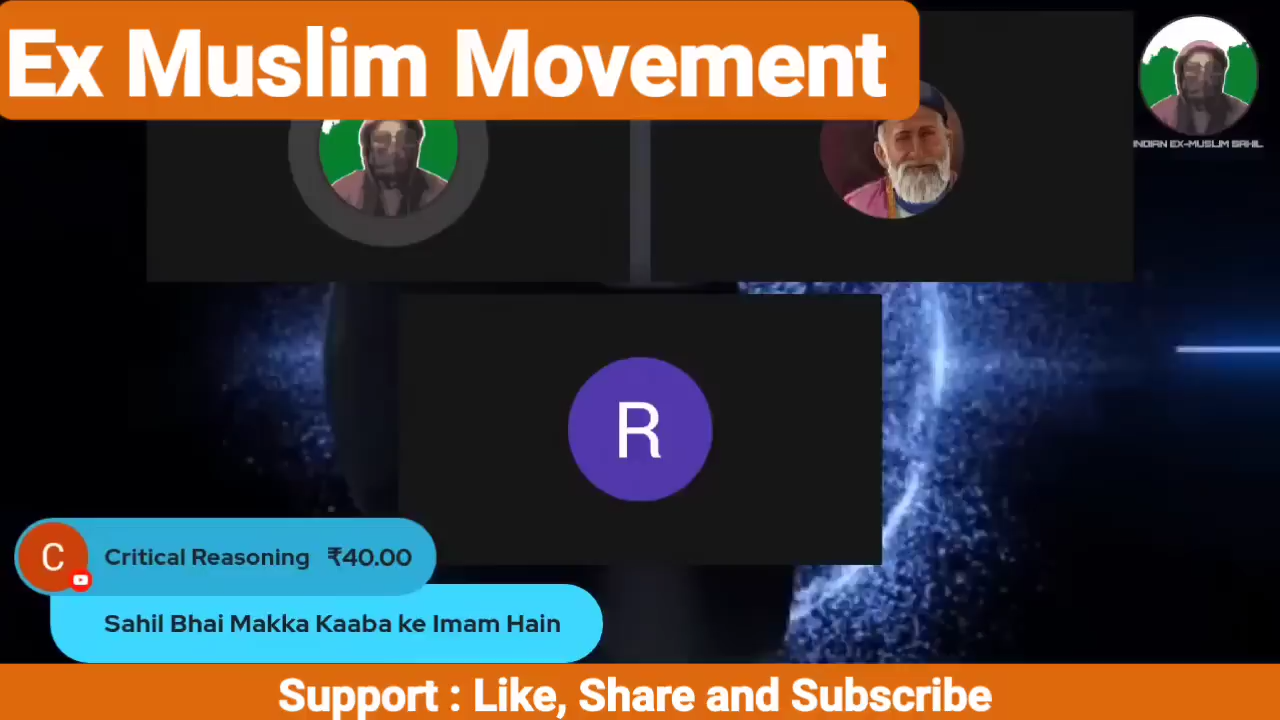 Ex Muslim Movement
INDIAN EX-MUSLIM SAHIL
R
C
Critical Reasoning ₹40.00
Sahil Bhai Makka Kaaba ke Imam Hain
Support : Like, Share and Subscribe